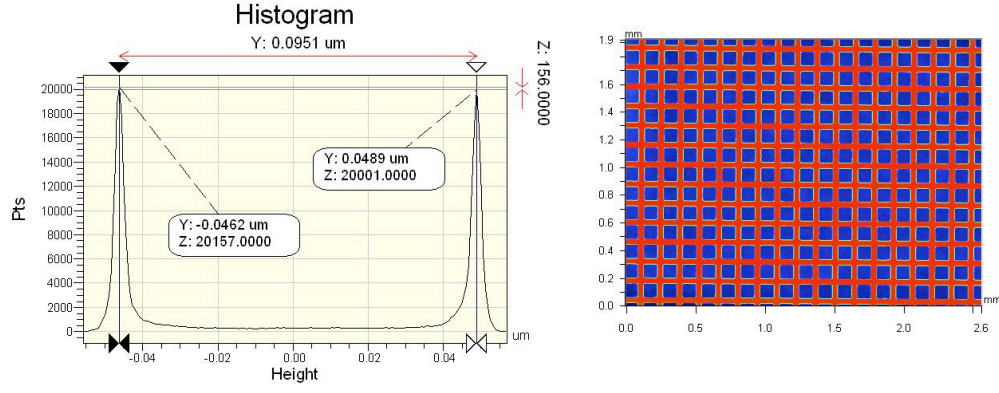 Histogram
Y: 0.0951 um
Z: 156.0000
20000
18000
16000
14000
12000
10000
8000
6000
4000
2000
0
Pts
Y: 0.0489 um
Z: 20001.0000
Y: -0.0462 um
Z: 20157.0000
um
-0.04 -0.02 0.00 0.02 0.04
Height
mm
1.9
1.6
1.4
1.2
1.0
0.8
0.6
0.4
0.2
0.0
mm
0.0 0.5 1.0 1.5 2.0 2.6